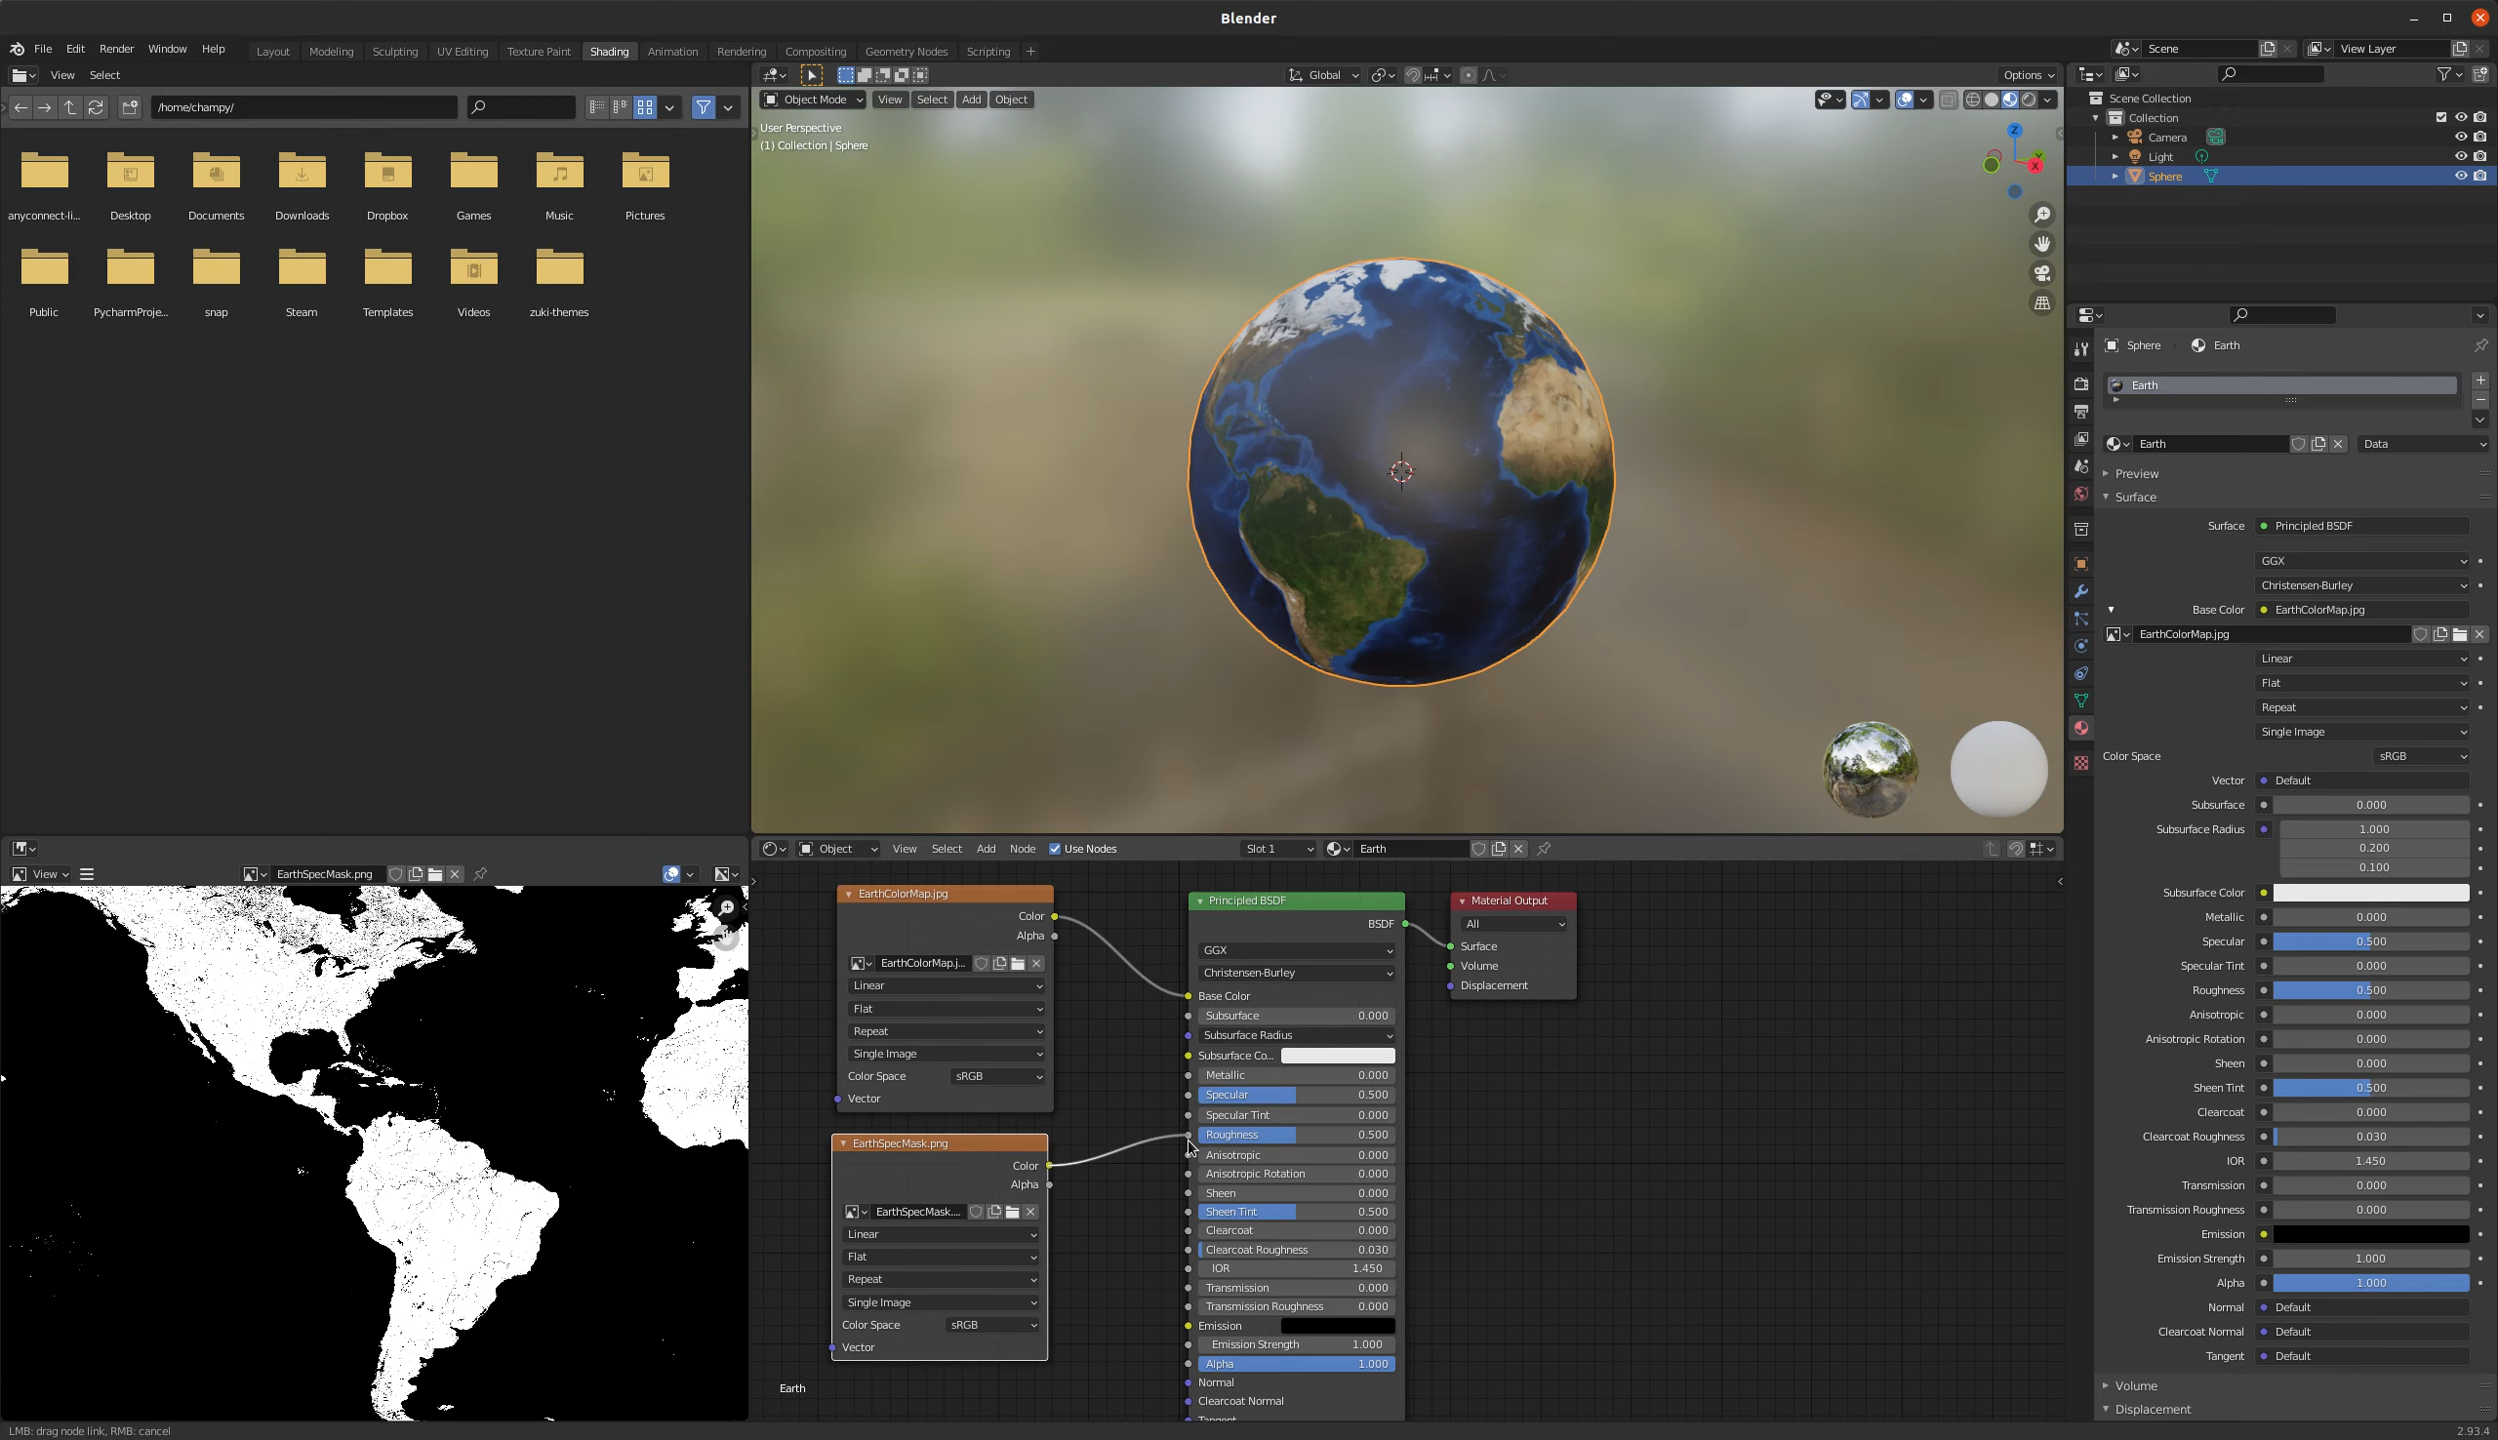 Blender
File Edit Render Window Help
Layout Modeling Sculpting UV Editing Texture Paint Shading Animation Rendering Compositing Geometry Nodes Scripting +
Scene
View Layer
View Select
/home/champy/
anyconnect-li... Desktop Documents Downloads Dropbox Games Music Pictures
Public PycharmProje... snap Steam Templates Videos zuki-themes
Global
Options
Object Mode View Select Add Object
User Perspective
(1) Collection | Sphere
Z
Y
X
Scene Collection
Collection
Camera
Light
Sphere
Sphere Earth
Earth
Earth Data
Preview
Surface
Surface Principled BSDF
GGX
Christensen-Burley
Base Color EarthColorMap.jpg
EarthColorMap.jpg
Linear
Flat
Repeat
Single Image
Color Space sRGB
Vector Default
Subsurface 0.000
Subsurface Radius 1.000
0.200
0.100
Subsurface Color
Metallic 0.000
Specular 0.500
Specular Tint 0.000
Roughness 0.500
Anisotropic 0.000
Anisotropic Rotation 0.000
Sheen 0.000
Sheen Tint 0.500
Clearcoat 0.000
Clearcoat Roughness 0.030
IOR 1.450
Transmission 0.000
Transmission Roughness 0.000
Emission
Emission Strength 1.000
Alpha 1.000
Normal Default
Clearcoat Normal Default
Tangent Default
Volume
Displacement
View
EarthSpecMask.png
Object View Select Add Node Use Nodes
Slot 1
Earth
EarthColorMap.jpg
Color
Alpha
EarthColorMap.j...
Linear
Flat
Repeat
Single Image
Color Space sRGB
Vector
EarthSpecMask.png
Color
Alpha
EarthSpecMask....
Linear
Flat
Repeat
Single Image
Color Space sRGB
Vector
Earth
Principled BSDF
BSDF
GGX
Christensen-Burley
Base Color
Subsurface 0.000
Subsurface Radius
Subsurface Co...
Metallic 0.000
Specular 0.500
Specular Tint 0.000
Roughness 0.500
Anisotropic 0.000
Anisotropic Rotation 0.000
Sheen 0.000
Sheen Tint 0.500
Clearcoat 0.000
Clearcoat Roughness 0.030
IOR 1.450
Transmission 0.000
Transmission Roughness 0.000
Emission
Emission Strength 1.000
Alpha 1.000
Normal
Clearcoat Normal
Tangent
Material Output
All
Surface
Volume
Displacement
LMB: drag node link, RMB: cancel
2.93.4